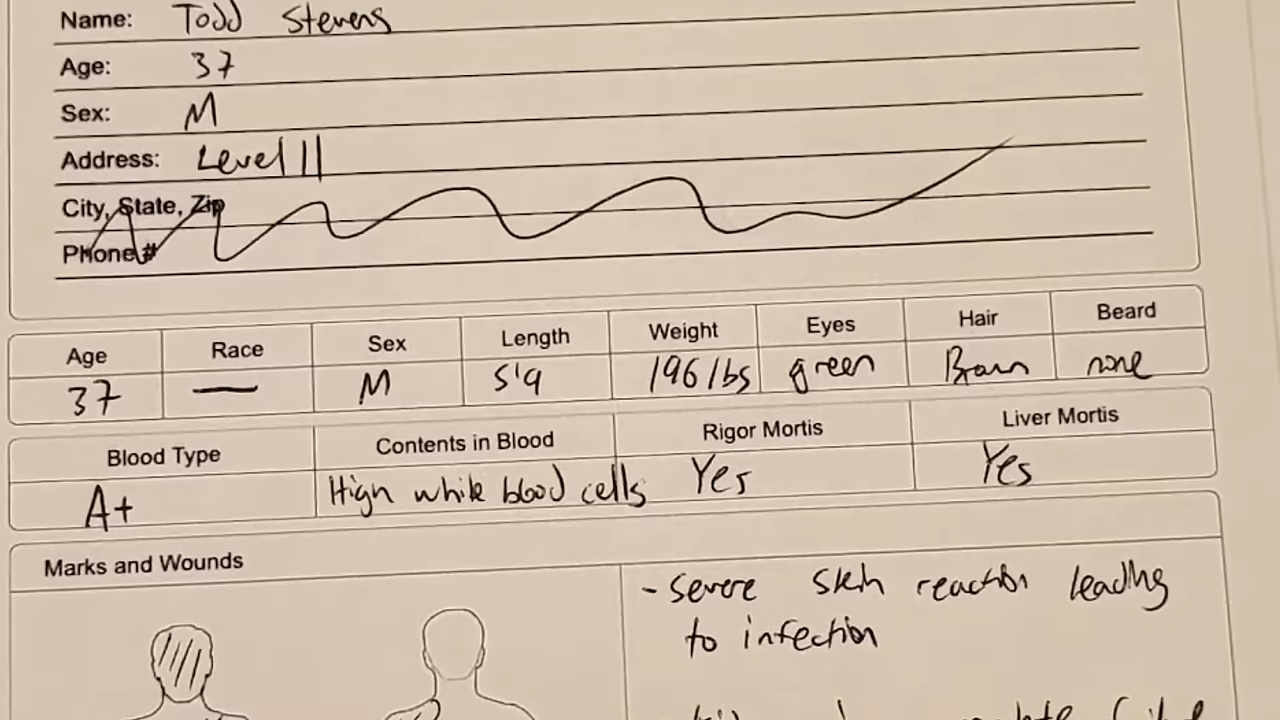 Name: Todd Stevens
Age: 37
Sex: M
Address: Level 11
City, State, Zip
Phone #
Age Race Sex Length Weight Eyes Hair Beard
37 — M 5'9 196 lbs green Brown none
Blood Type Contents in Blood Rigor Mortis Liver Mortis
A+ High white blood cells Yes Yes
Marks and Wounds
- Severe skin reaction leading
to infection